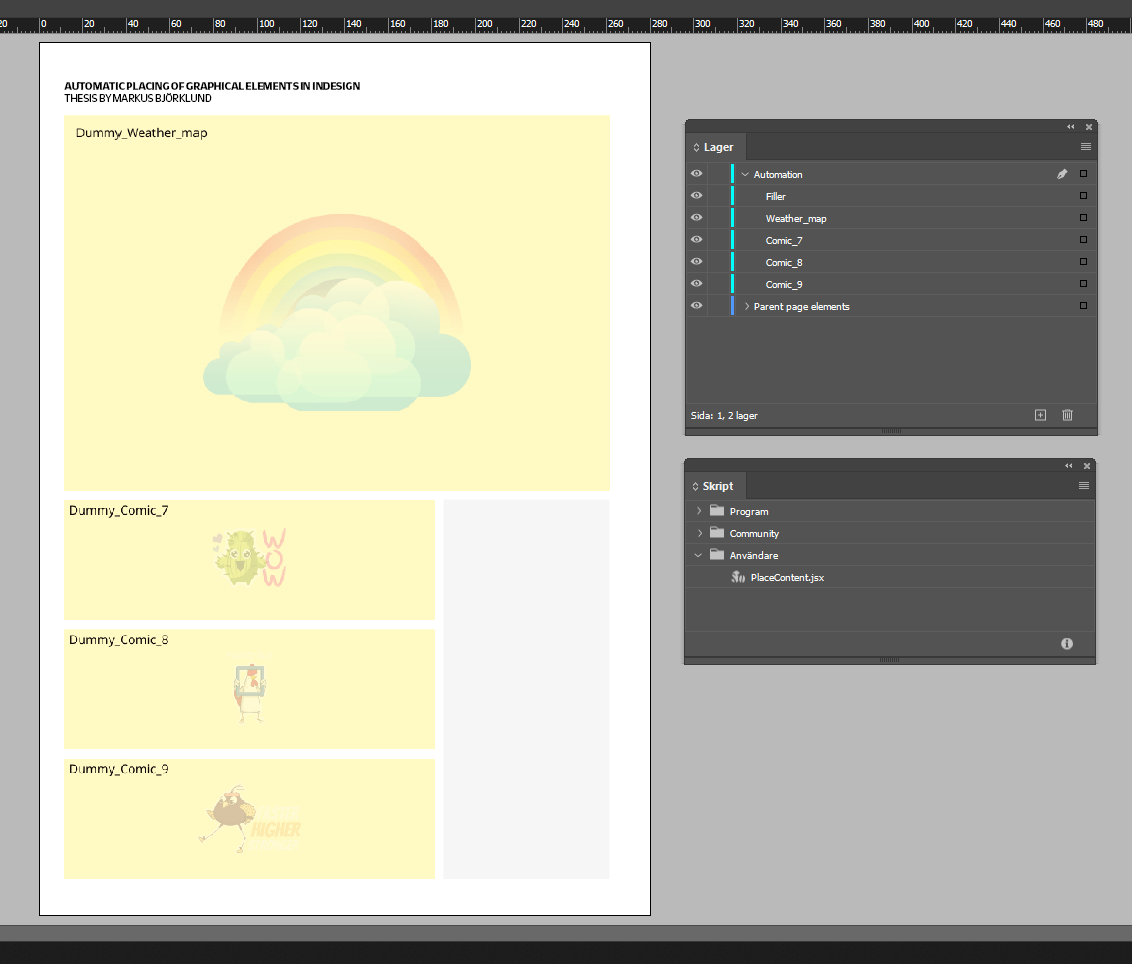 20 0 20 40 60 80 100 120 140 160 180 200 220 240 260 280 300 320 340 360 380 400 420 440 460 480
AUTOMATIC PLACING OF GRAPHICAL ELEMENTS IN INDESIGN
THESIS BY MARKUS BJÖRKLUND
Dummy_Weather_map
Dummy_Comic_7
WOW
Dummy_Comic_8
Dummy_Comic_9
HIGHER
Lager
Automation
Filler
Weather_map
Comic_7
Comic_8
Comic_9
Parent page elements
Sida: 1, 2 lager
Skript
Program
Community
Användare
PlaceContent.jsx